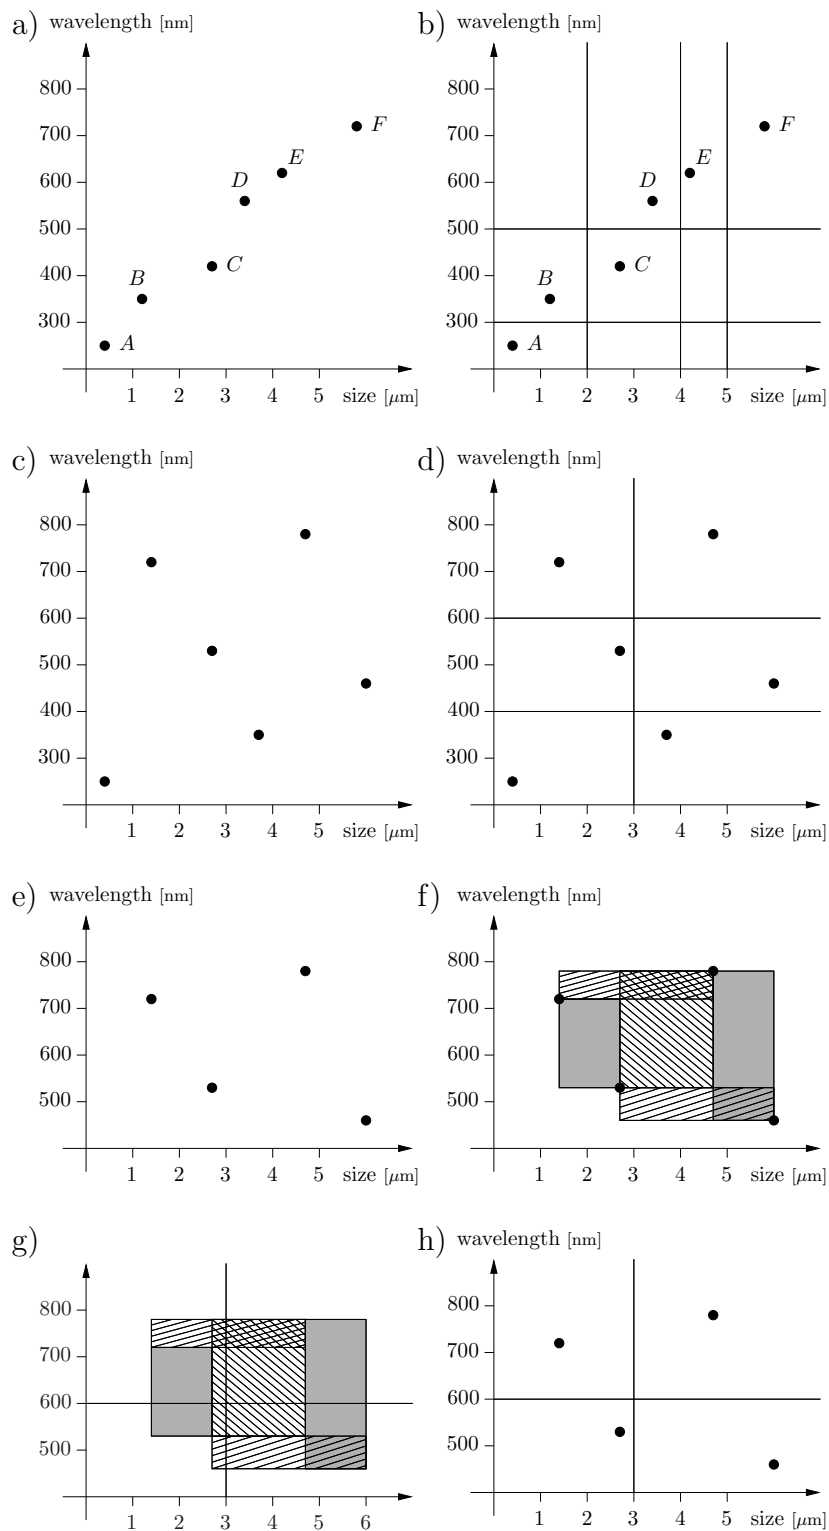 a) wavelength [nm]
800
700
600
500
400
300
A
B
C
D
E
F
1 2 3 4 5 size [μm]
b) wavelength [nm]
800
700
600
500
400
300
A
B
C
D
E
F
1 2 3 4 5 size [μm]
c) wavelength [nm]
800
700
600
500
400
300
1 2 3 4 5 size [μm]
d) wavelength [nm]
800
700
600
500
400
300
1 2 3 4 5 size [μm]
e) wavelength [nm]
800
700
600
500
1 2 3 4 5 size [μm]
f) wavelength [nm]
800
700
600
500
1 2 3 4 5 size [μm]
g)
800
700
600
500
1 2 3 4 5 6
h) wavelength [nm]
800
700
600
500
1 2 3 4 5 size [μm]